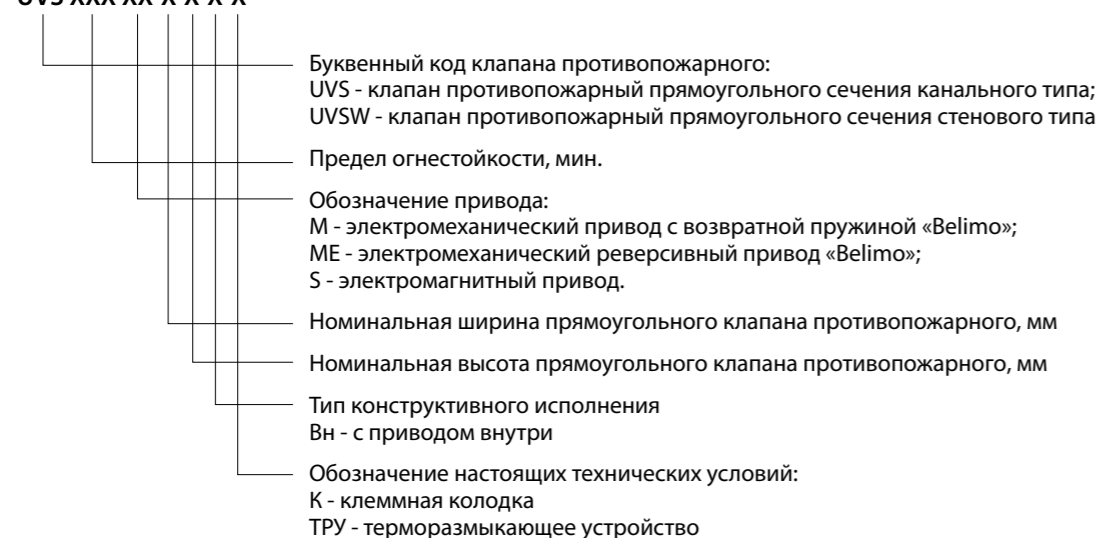 UVS XXX XX X X X X
Буквенный код клапана противопожарного:
UVS - клапан противопожарный прямоугольного сечения канального типа;
UVSW - клапан противопожарный прямоугольного сечения стенового типа
Предел огнестойкости, мин.
Обозначение привода:
М - электромеханический привод с возвратной пружиной «Belimo»;
МЕ - электромеханический реверсивный привод «Belimo»;
S - электромагнитный привод.
Номинальная ширина прямоугольного клапана противопожарного, мм
Номинальная высота прямоугольного клапана противопожарного, мм
Тип конструктивного исполнения
Вн - с приводом внутри
Обозначение настоящих технических условий:
К - клеммная колодка
ТРУ - терморазмыкающее устройство